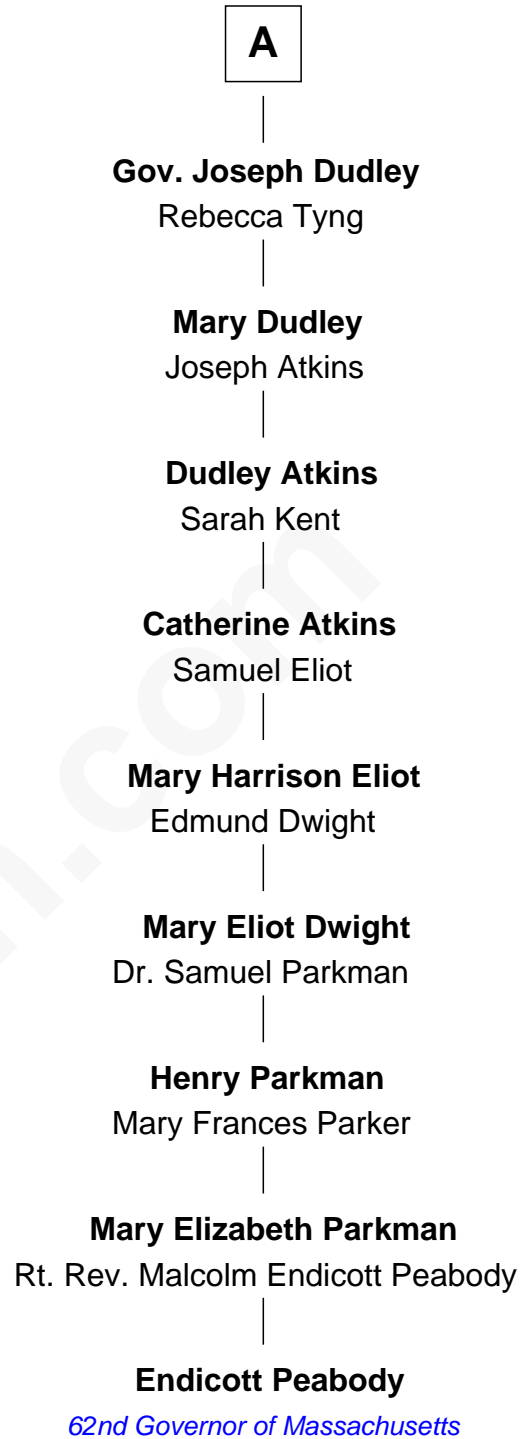 A
Gov. Joseph Dudley
Rebecca Tyng
Mary Dudley
Joseph Atkins
Dudley Atkins
Sarah Kent
Catherine Atkins
Samuel Eliot
Mary Harrison Eliot
Edmund Dwight
Mary Eliot Dwight
Dr. Samuel Parkman
Henry Parkman
Mary Frances Parker
Mary Elizabeth Parkman
Rt. Rev. Malcolm Endicott Peabody
Endicott Peabody
62nd Governor of Massachusetts